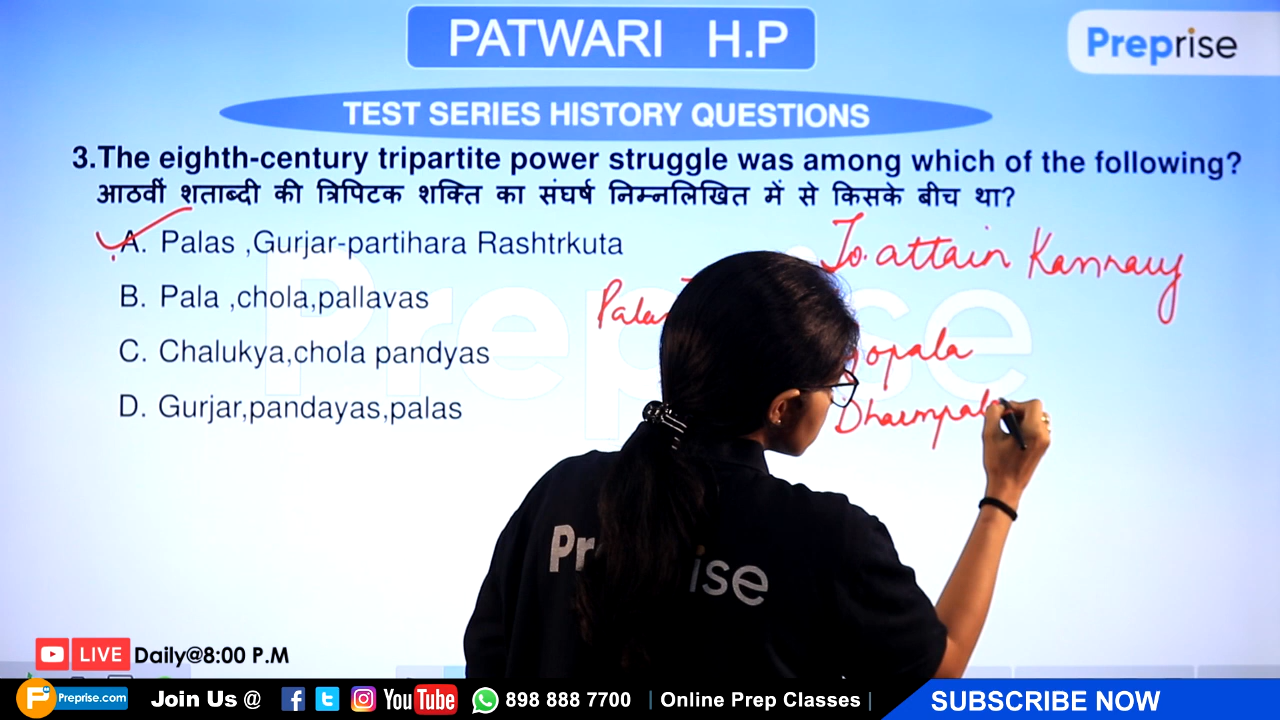 PATWARI H.P
Preprise
TEST SERIES HISTORY QUESTIONS
3.The eighth-century tripartite power struggle was among which of the following?
आठवीं शताब्दी की त्रिपिटक शक्ति का संघर्ष निम्नलिखित में से किसके बीच था?
A. Palas ,Gurjar-partihara Rashtrkuta
To attain Kannauj
B. Pala ,chola,pallavas
Palas
C. Chalukya,chola pandyas
gopala
D. Gurjar,pandayas,palas
Dharmpala
LIVE Daily@8:00 P.M
Preprise.com
Join Us @
YouTube
898 888 7700
Online Prep Classes
SUBSCRIBE NOW